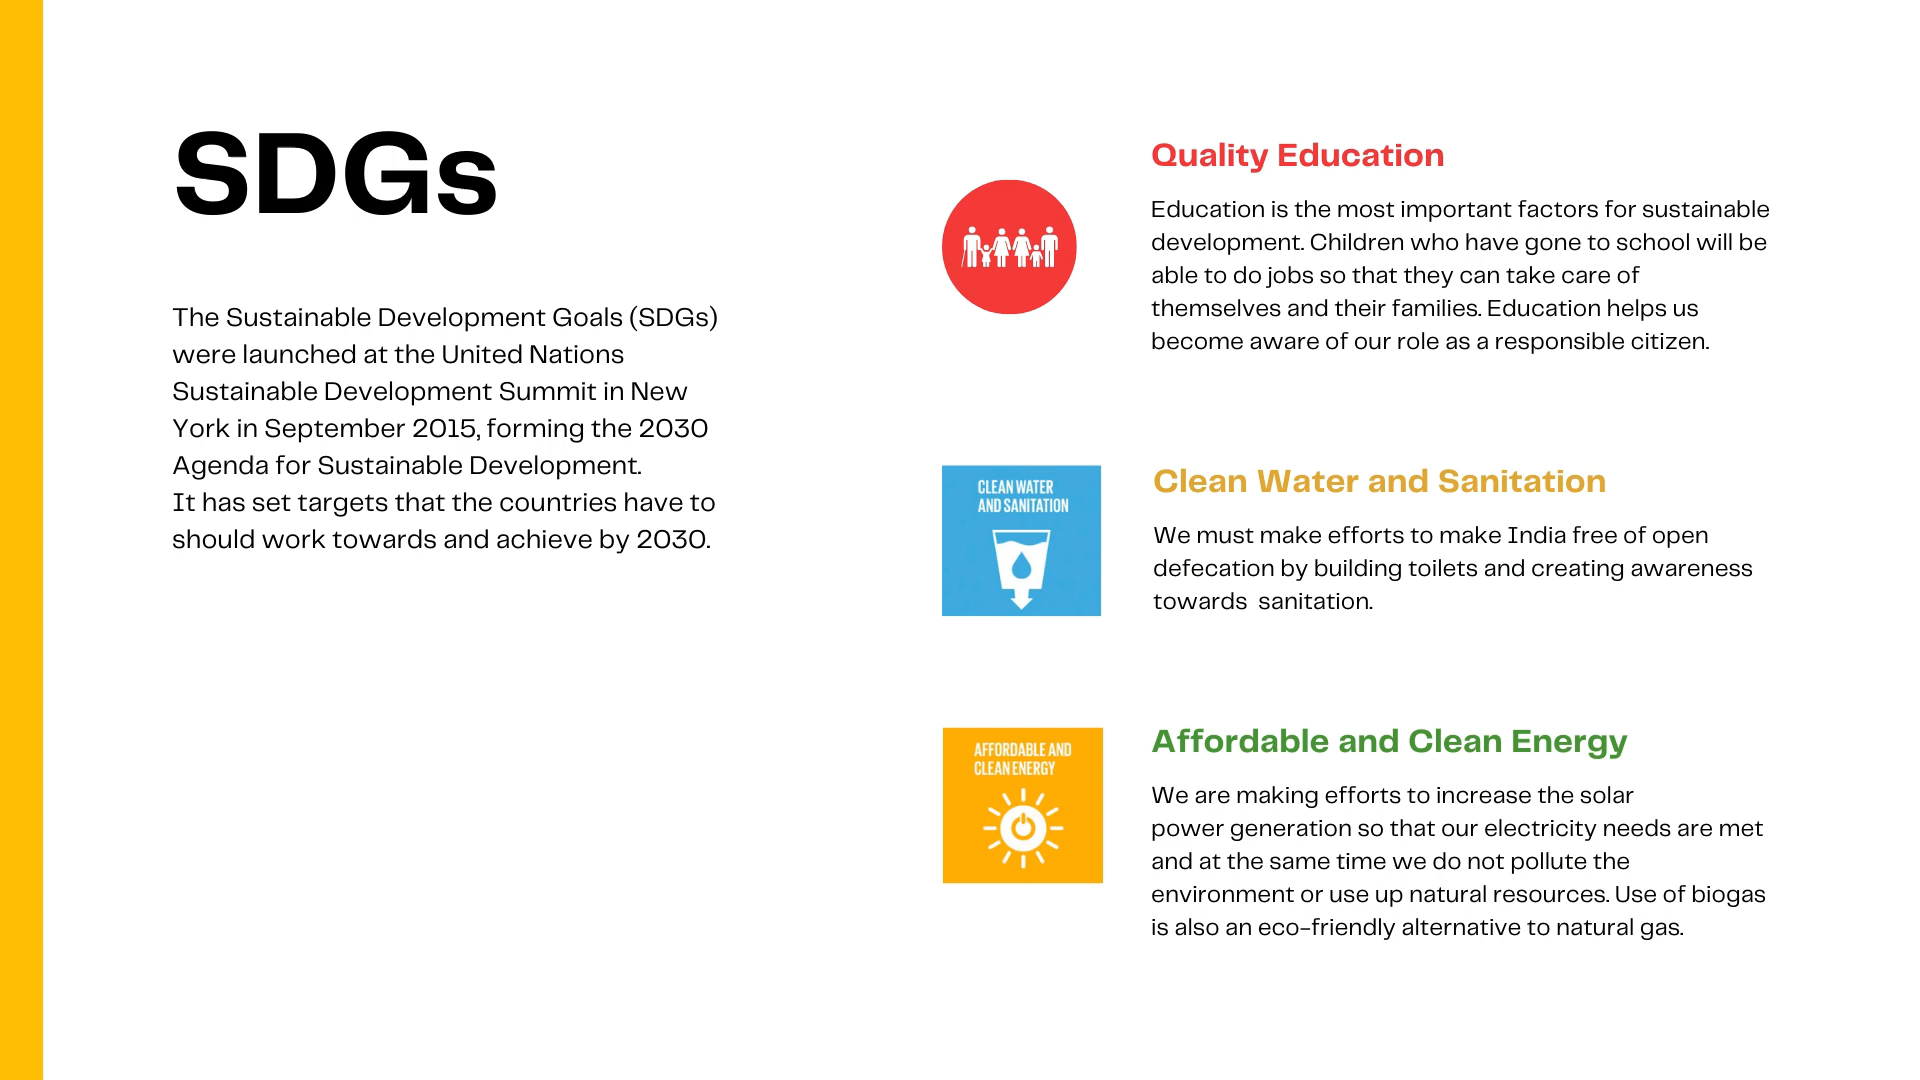 SDGs
The Sustainable Development Goals (SDGs)
were launched at the United Nations
Sustainable Development Summit in New
York in September 2015, forming the 2030
Agenda for Sustainable Development.
It has set targets that the countries have to
should work towards and achieve by 2030.
Quality Education
Education is the most important factors for sustainable
development. Children who have gone to school will be
able to do jobs so that they can take care of
themselves and their families. Education helps us
become aware of our role as a responsible citizen.
CLEAN WATER
AND SANITATION
Clean Water and Sanitation
We must make efforts to make India free of open
defecation by building toilets and creating awareness
towards  sanitation.
AFFORDABLE AND
CLEAN ENERGY
Affordable and Clean Energy
We are making efforts to increase the solar
power generation so that our electricity needs are met
and at the same time we do not pollute the
environment or use up natural resources. Use of biogas
is also an eco-friendly alternative to natural gas.